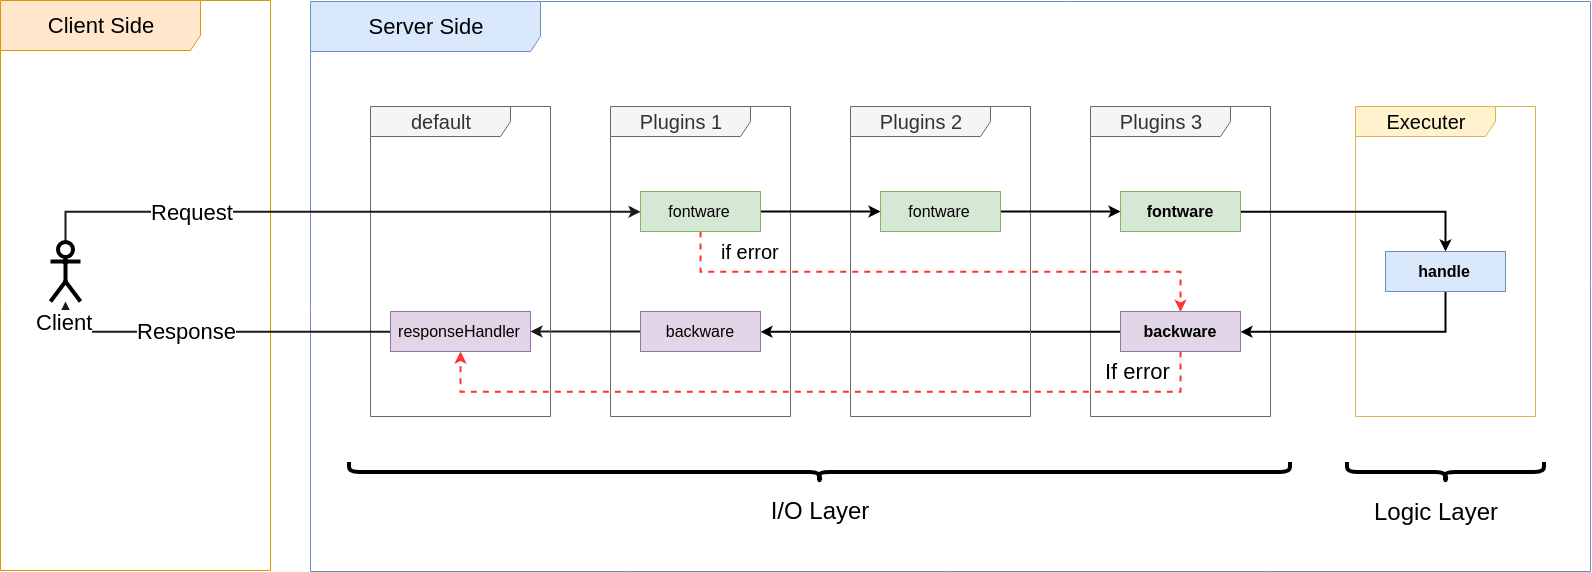 Client Side
Server Side
default
Plugins 1
Plugins 2
Plugins 3
Executer
Request
fontware
fontware
fontware
if error
handle
Client
Response
responseHandler
backware
backware
If error
I/O Layer
Logic Layer